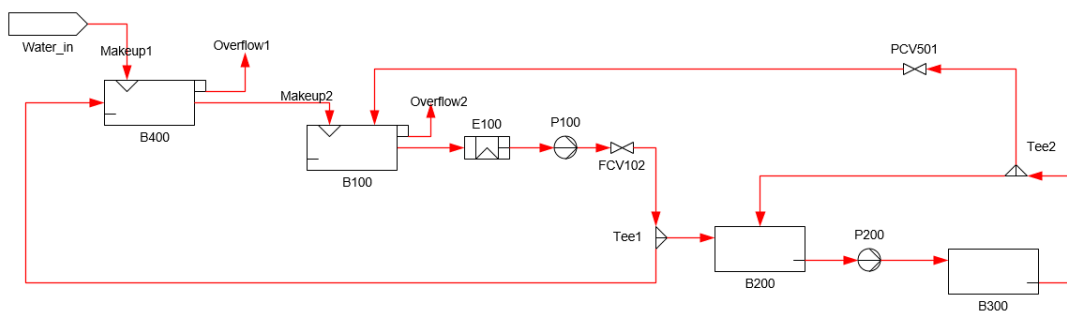 Water_in
Makeup1
Overflow1
B400
Makeup2
Overflow2
B100
E100
P100
FCV102
PCV501
Tee2
Tee1
B200
P200
B300